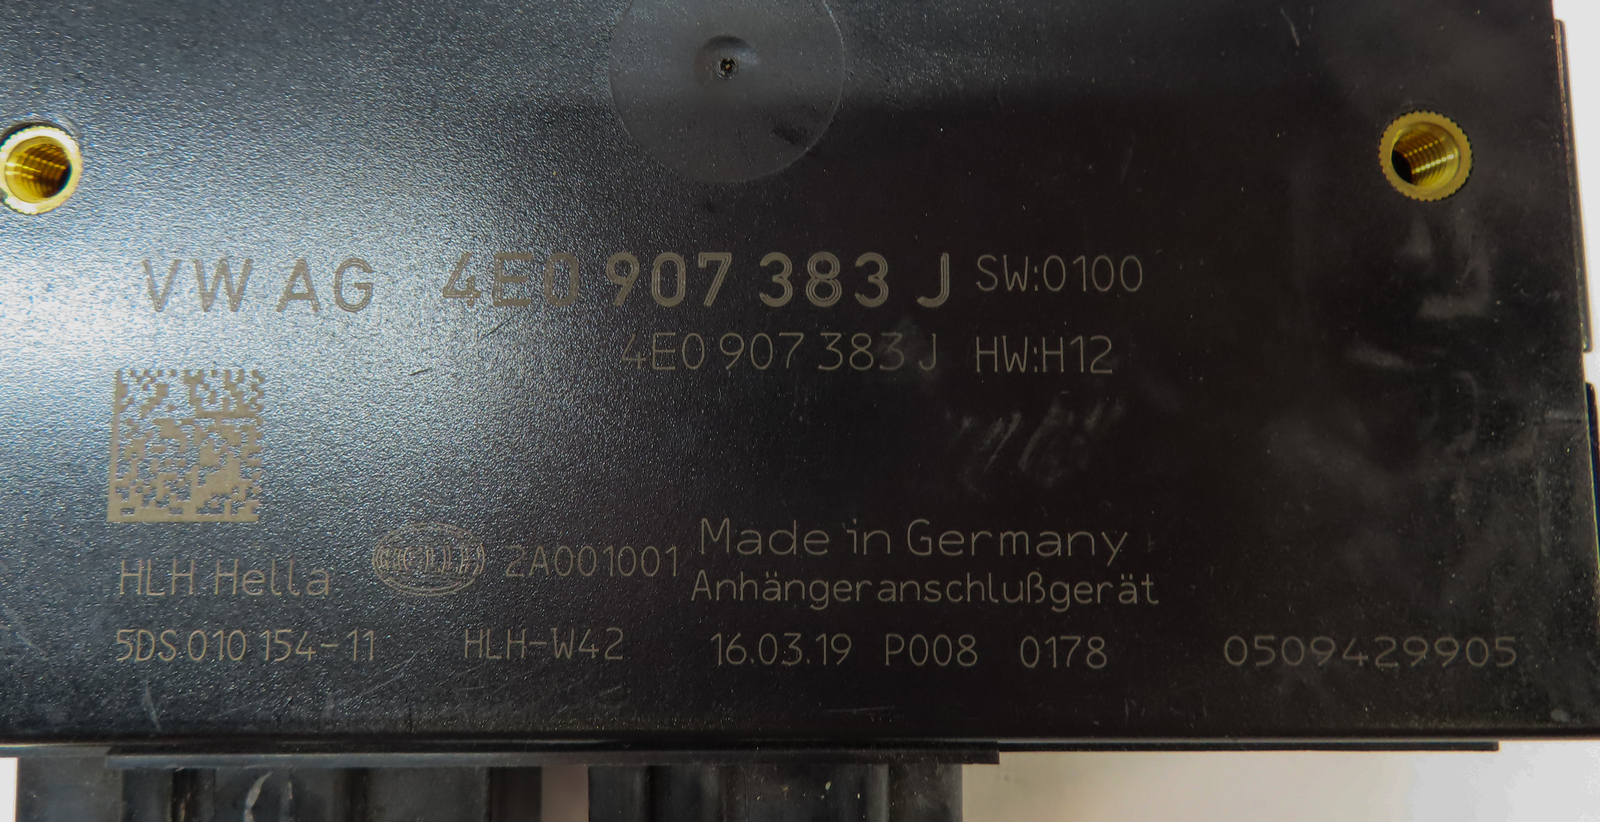 VW AG 4E0 907 383 J SW:0100
4E0 907 383 J HW:H12
HLH Hella 2A001001 Made in Germany
Anhängeranschlußgerät
5DS 010 154-11 HLH-W42 16.03.19 P008 0178 0509429905